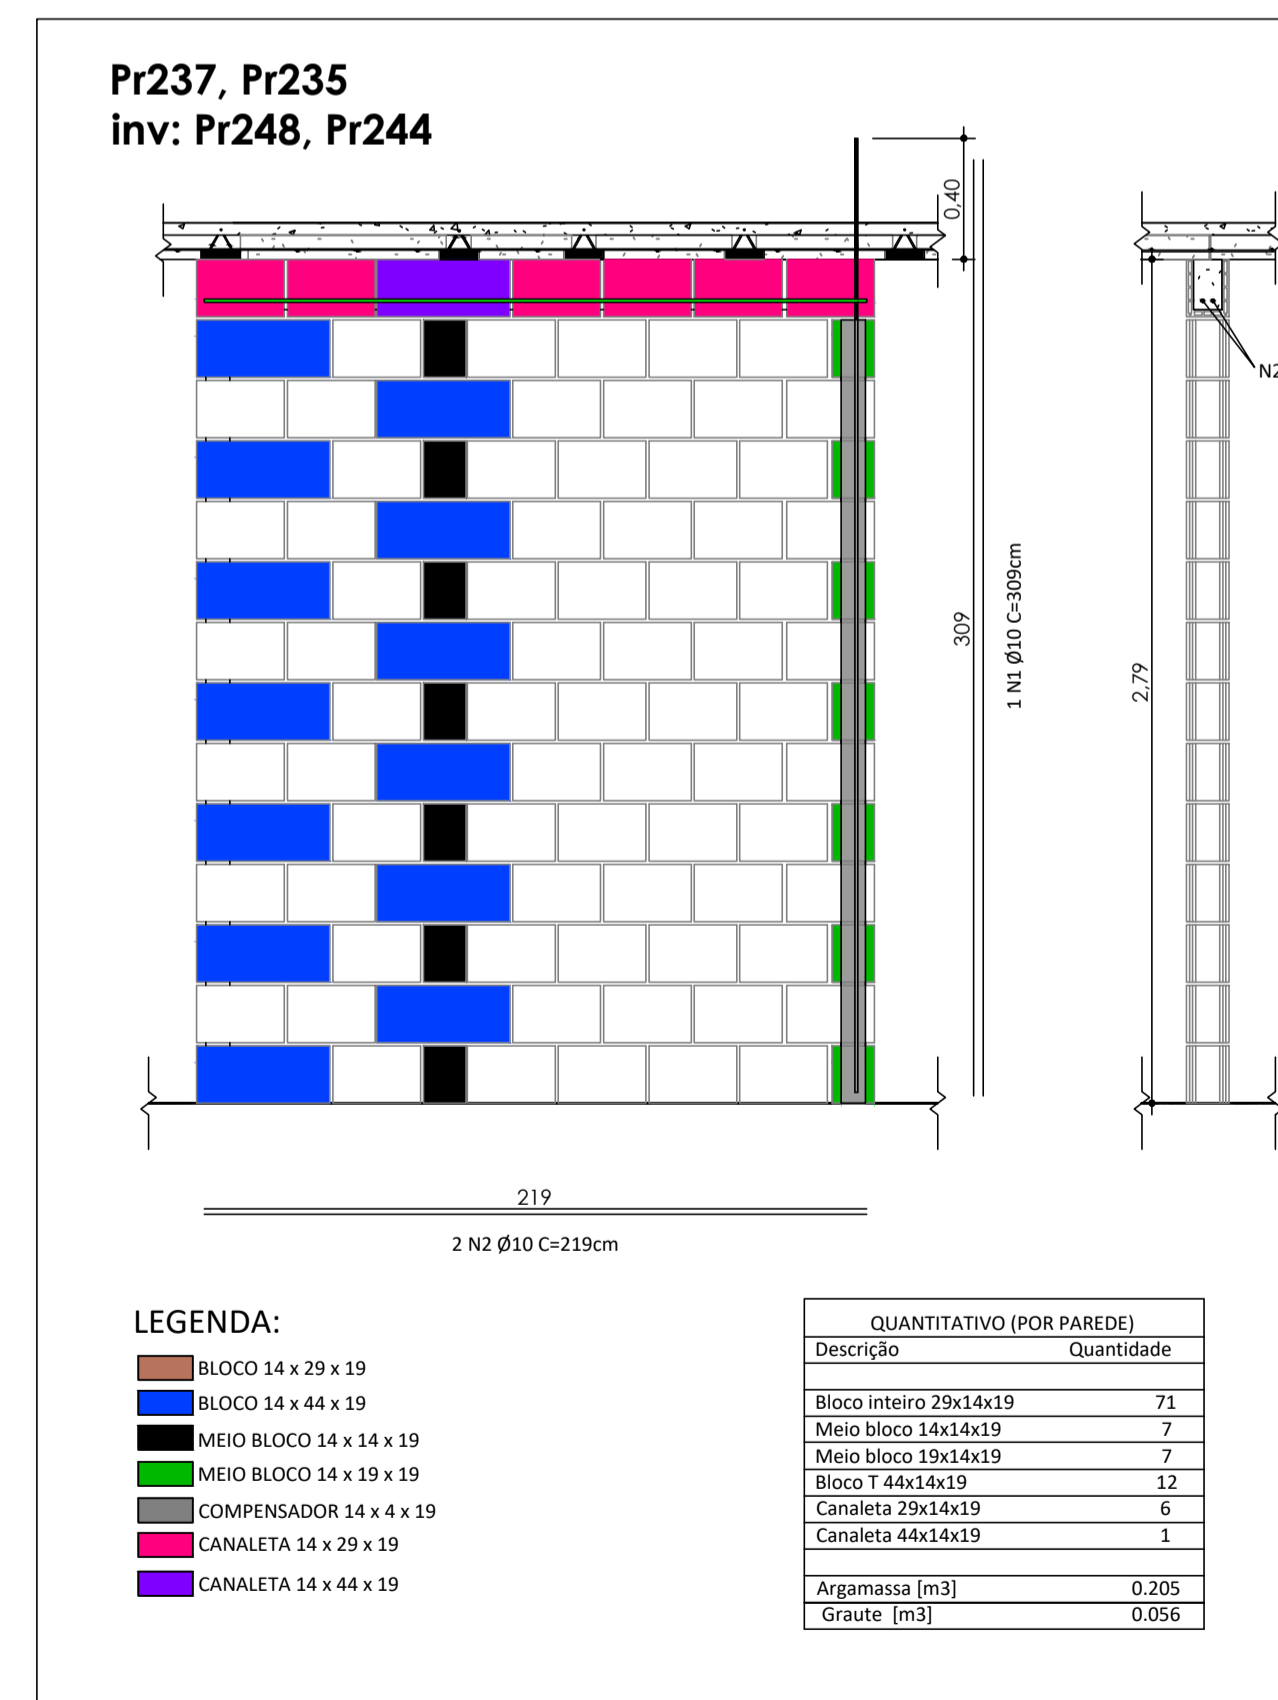 Pr237, Pr235
inv: Pr248, Pr244
0,40
309
1 N1 Ø10 C=309cm
2,79
219
2 N2 Ø10 C=219cm
LEGENDA:
BLOCO 14 x 29 x 19
BLOCO 14 x 44 x 19
MEIO BLOCO 14 x 14 x 19
MEIO BLOCO 14 x 19 x 19
COMPENSADOR 14 x 4 x 19
CANALETA 14 x 29 x 19
CANALETA 14 x 44 x 19
QUANTITATIVO (POR PAREDE)
Descrição Quantidade
Bloco inteiro 29x14x19 71
Meio bloco 14x14x19 7
Meio bloco 19x14x19 7
Bloco T 44x14x19 12
Canaleta 29x14x19 6
Canaleta 44x14x19 1
Argamassa [m3] 0.205
Graute [m3] 0.056